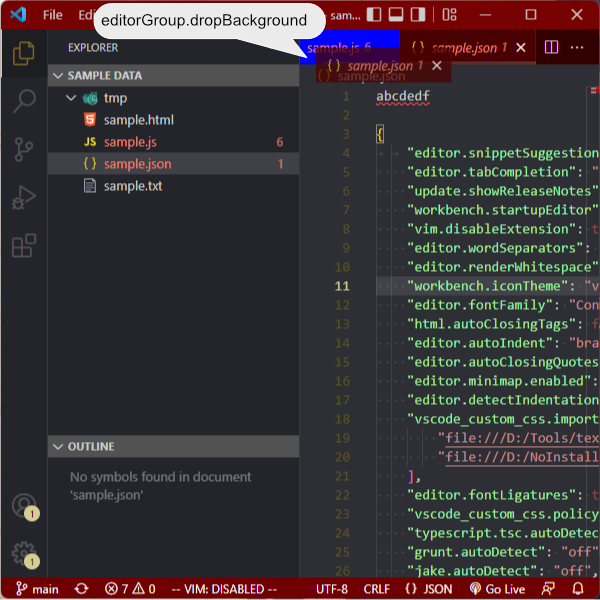 editorGroup.dropBackground
File
sam...
EXPLORER
sample.js 6
sample.json 1
sample.json 1
sample.json
SAMPLE DATA
tmp
sample.html
JS sample.js 6
{ } sample.json 1
sample.txt
OUTLINE
No symbols found in document
'sample.json'
1
1
1 abcdedf
2
3 {
4 "editor.snippetSuggestion
5 "editor.tabCompletion": "
6 "update.showReleaseNotes"
7 "workbench.startupEditor"
8 "vim.disableExtension": t
9 "editor.wordSeparators":
10 "editor.renderWhitespace"
11 "workbench.iconTheme": "v
12 "editor.fontFamily": "Con
13 "html.autoClosingTags": f
14 "editor.autoIndent": "bra
15 "editor.autoClosingQuotes
16 "editor.minimap.enabled":
17 "editor.detectIndentation
18 "vscode_custom_css.import
19 "file:///D:/Tools/tex
20 "file:///D:/NoInstall
21 ],
22 "editor.fontLigatures": t
23 "vscode_custom_css.policy
24 "typescript.tsc.autoDetec
25 "grunt.autoDetect": "off"
26 "jake.autoDetect": "off",
main 7 0 -- VIM: DISABLED -- UTF-8 CRLF { } JSON Go Live